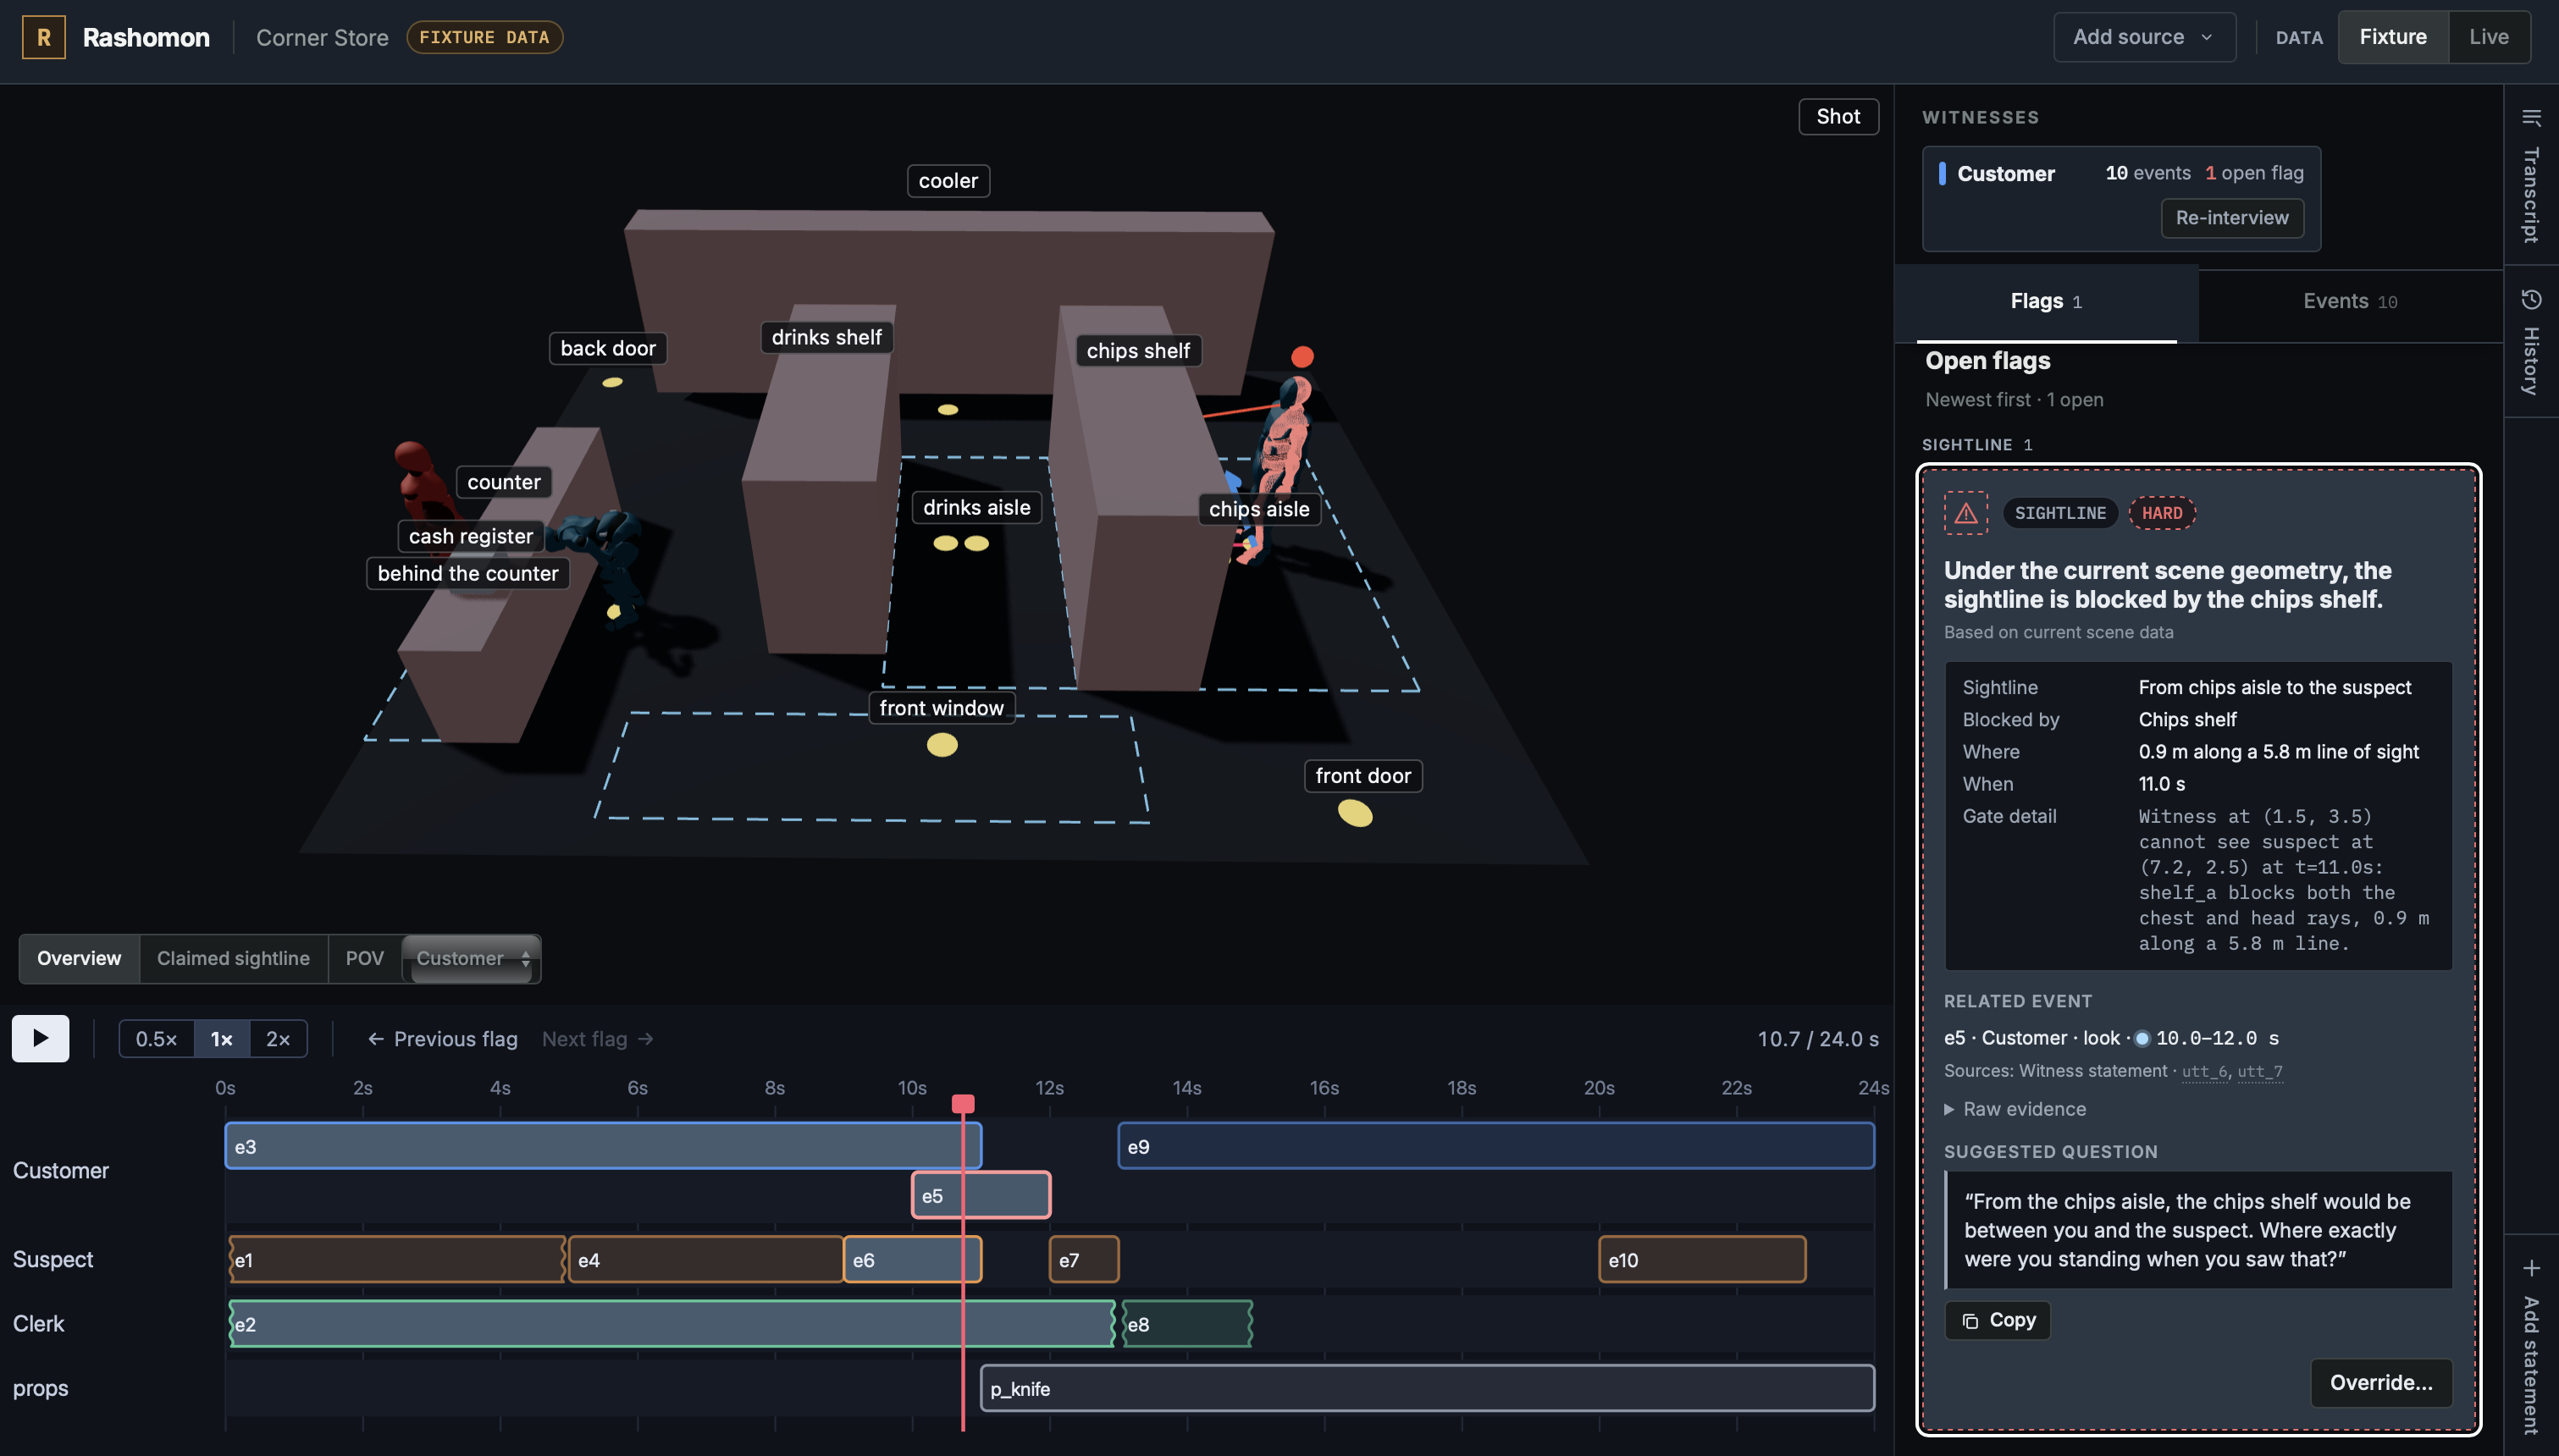 R Rashomon Corner Store FIXTURE DATA Add source DATA Fixture Live
Shot
cooler
back door
drinks shelf
chips shelf
counter
drinks aisle
chips aisle
cash register
behind the counter
front window
front door
Overview Claimed sightline POV Customer
0.5× 1× 2× ← Previous flag Next flag → 10.7 / 24.0 s
0s 2s 4s 6s 8s 10s 12s 14s 16s 18s 20s 22s 24s
Customer e3 e9
e5
Suspect e1 e4 e6 e7 e10
Clerk e2 e8
props p_knife
WITNESSES
Customer 10 events 1 open flag
Re-interview
Flags 1 Events 10
Open flags
Newest first · 1 open
SIGHTLINE 1
SIGHTLINE HARD
Under the current scene geometry, the
sightline is blocked by the chips shelf.
Based on current scene data
Sightline From chips aisle to the suspect
Blocked by Chips shelf
Where 0.9 m along a 5.8 m line of sight
When 11.0 s
Gate detail Witness at (1.5, 3.5)
cannot see suspect at
(7.2, 2.5) at t=11.0s:
shelf_a blocks both the
chest and head rays, 0.9 m
along a 5.8 m line.
RELATED EVENT
e5 · Customer · look · 10.0–12.0 s
Sources: Witness statement · utt_6, utt_7
Raw evidence
SUGGESTED QUESTION
“From the chips aisle, the chips shelf would be
between you and the suspect. Where exactly
were you standing when you saw that?”
Copy
Override...
Transcript
History
+ Add statement